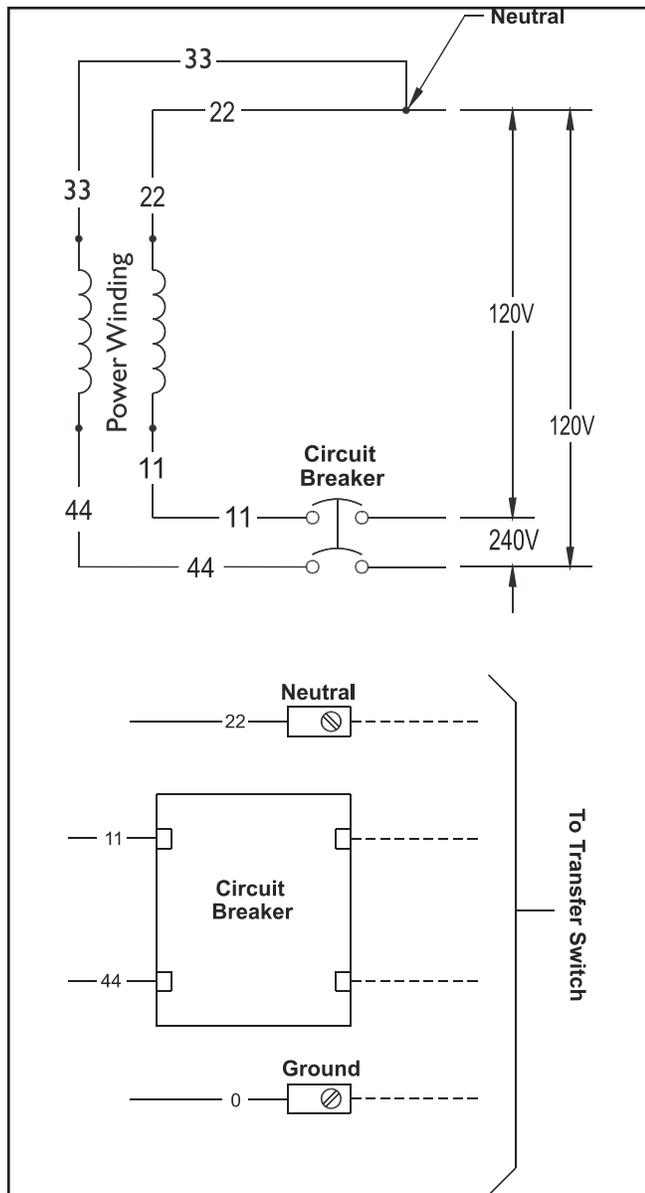 Neutral
33
22
33
22
Power Winding
120V
120V
Circuit
Breaker
11
44
11
240V
44
Neutral
22
11
Circuit
Breaker
44
To Transfer Switch
Ground
0